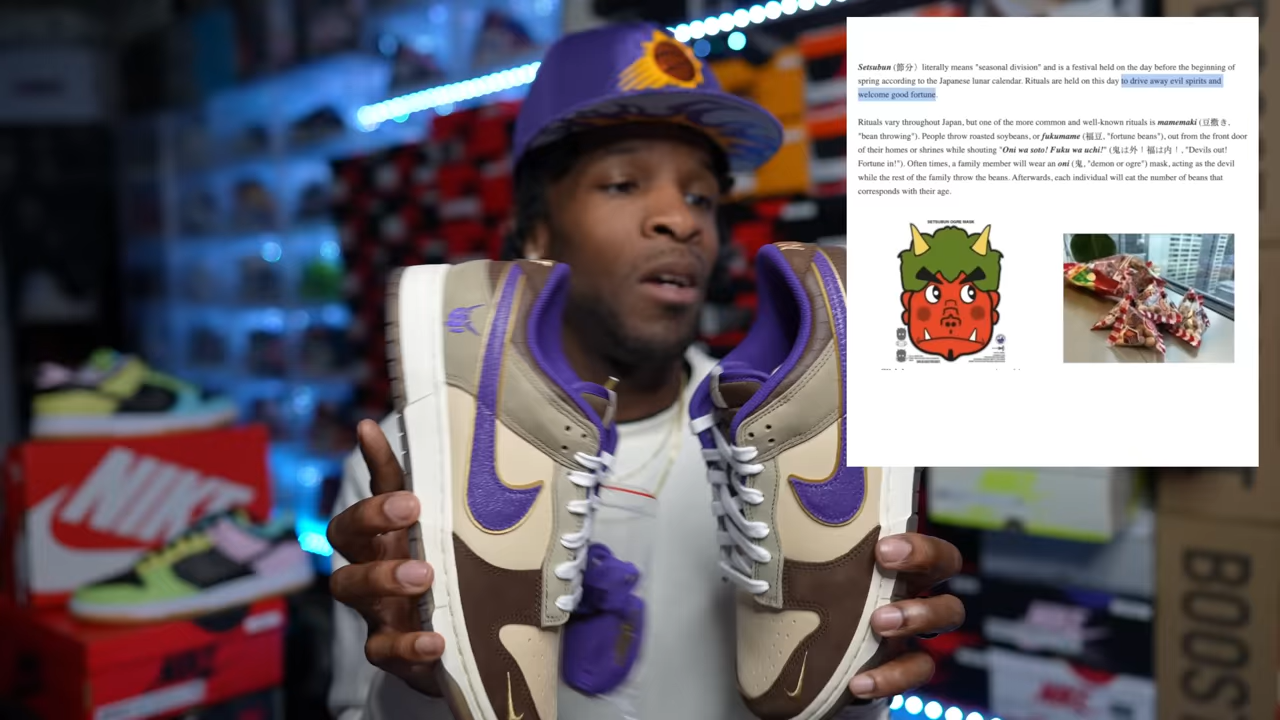 Setsubun (節分) literally means "seasonal division" and is a festival held on the day before the beginning of
spring according to the Japanese lunar calendar. Rituals are held on this day to drive away evil spirits and
welcome good fortune.
Rituals vary throughout Japan, but one of the more common and well-known rituals is mamemaki (豆撒き,
"bean throwing"). People throw roasted soybeans, or fukumame (福豆, "fortune beans"), out from the front door
of their homes or shrines while shouting "Oni wa soto! Fuku wa uchi!" (鬼は外！福は内！, "Devils out!
Fortune in!"). Often times, a family member will wear an oni (鬼, "demon or ogre") mask, acting as the devil
while the rest of the family throw the beans. Afterwards, each individual will eat the number of beans that
corresponds with their age.
SETSUBUN OGRE MASK
NIKE
BOOS